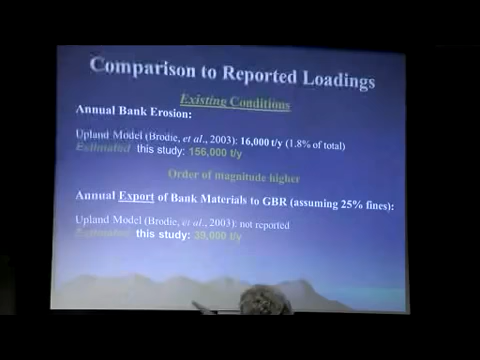 Comparison to Reported Loadings
Existing Conditions
Annual Bank Erosion:
Upland Model (Brodie, et al., 2003): 16,000 t/y (1.8% of total)
Estimated this study: 156,000 t/y
Order of magnitude higher
Annual Export of Bank Materials to GBR (assuming 25% fines):
Upland Model (Brodie, et al., 2003): not reported
Estimated this study: 39,000 t/y